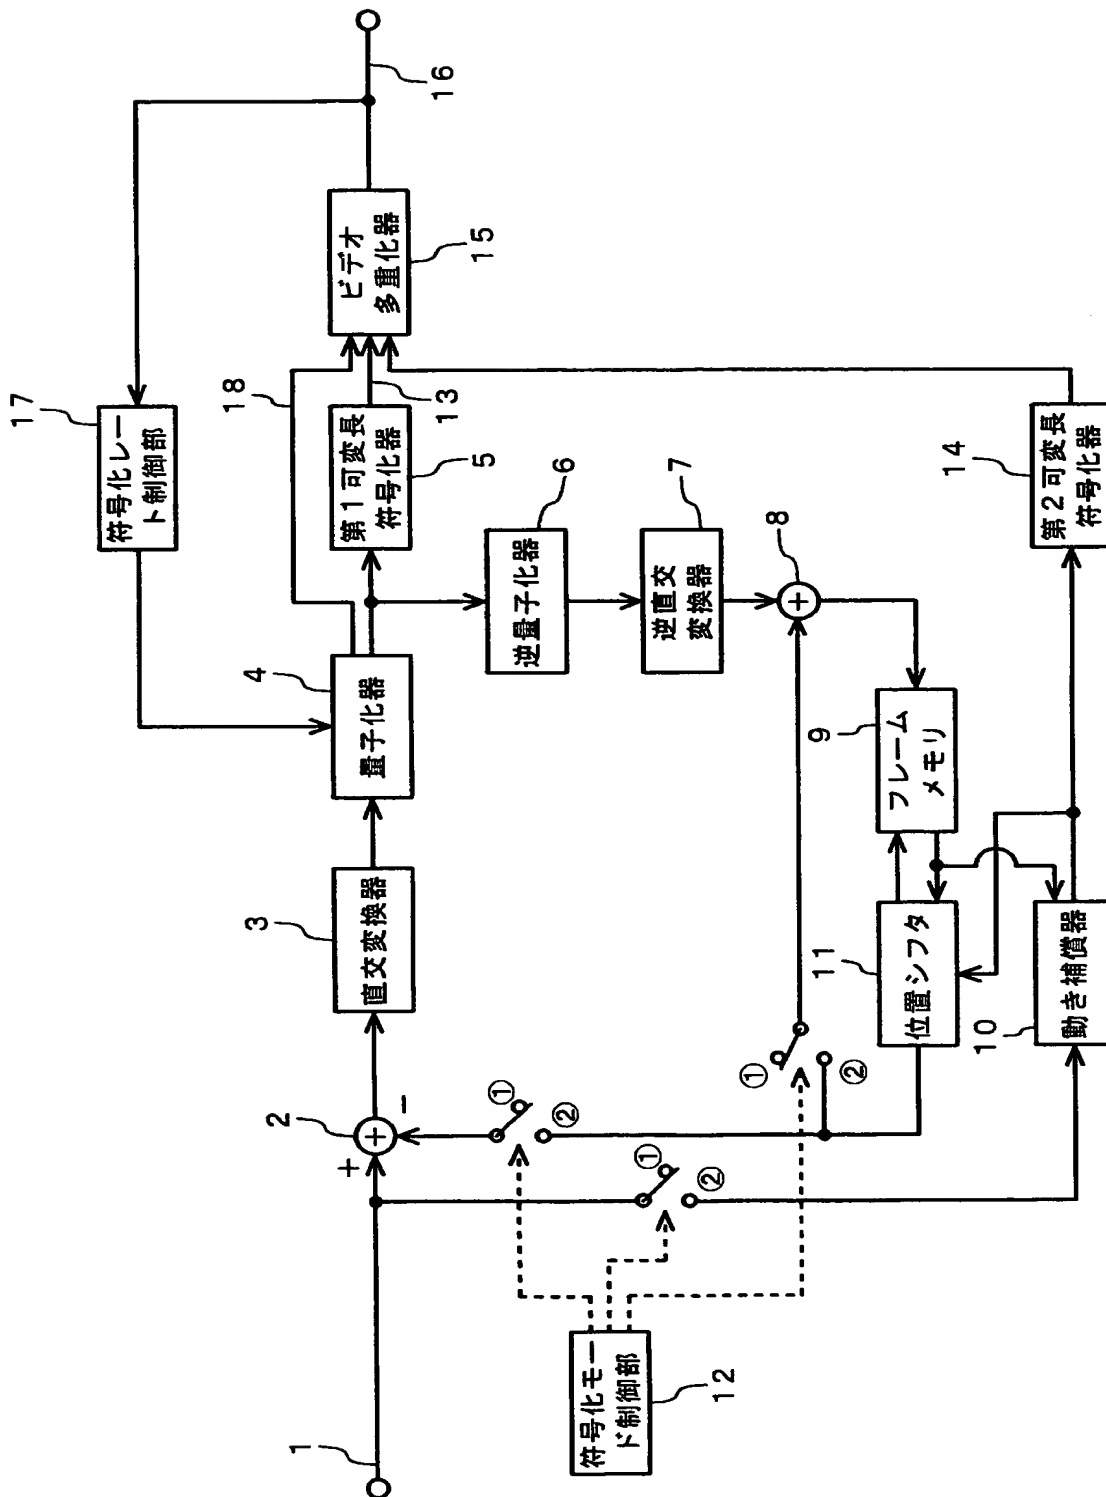 17
符号化レー
ト制御部
16
18
ビデオ
多重化器
15
13
第1可変長
符号化器
5
4
量子化器
3
直交変換器
2
+
+
−
1
逆量子化器
6
逆直交
変換器
7
+
8
9
フレーム
メモリ
11
位置シフタ
10
動き補償器
14
第2可変長
符号化器
①
②
①
②
①
②
符号化モー
ド制御部
12